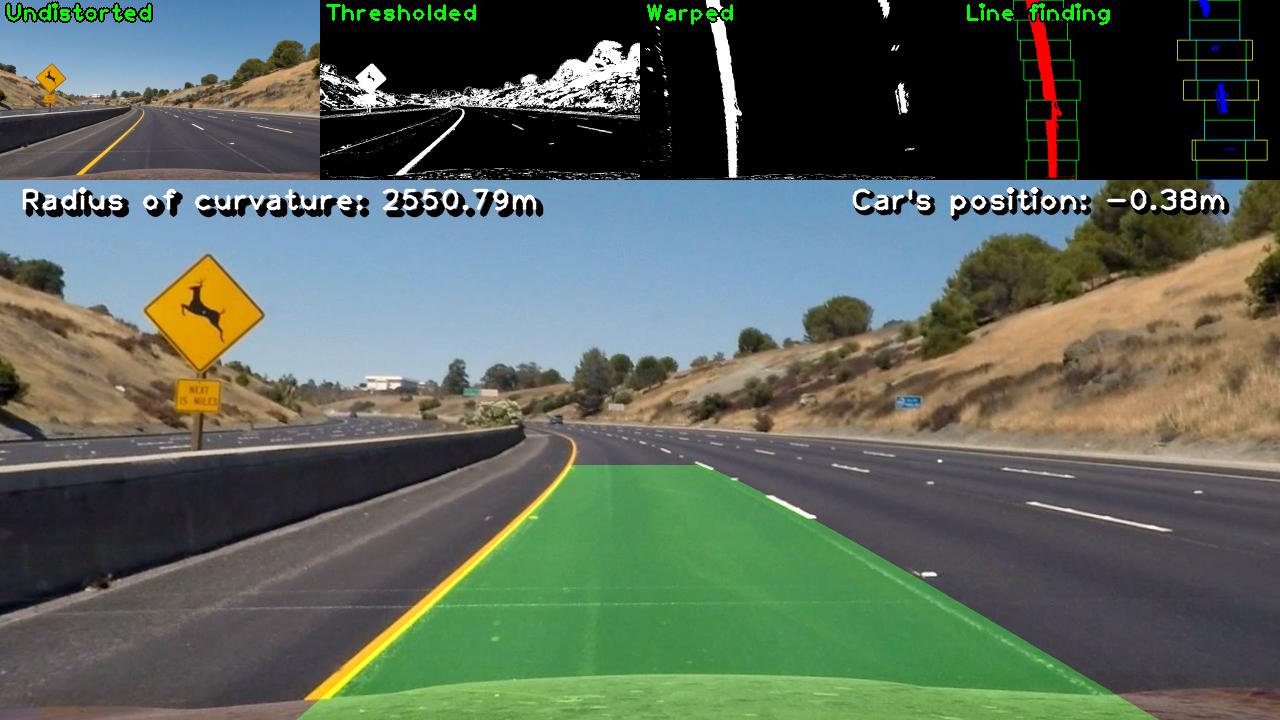 Undistorted
Thresholded
Warped
Line finding
Radius of curvature: 2550.79m
Car's position: -0.38m
NEXT
15 MILES